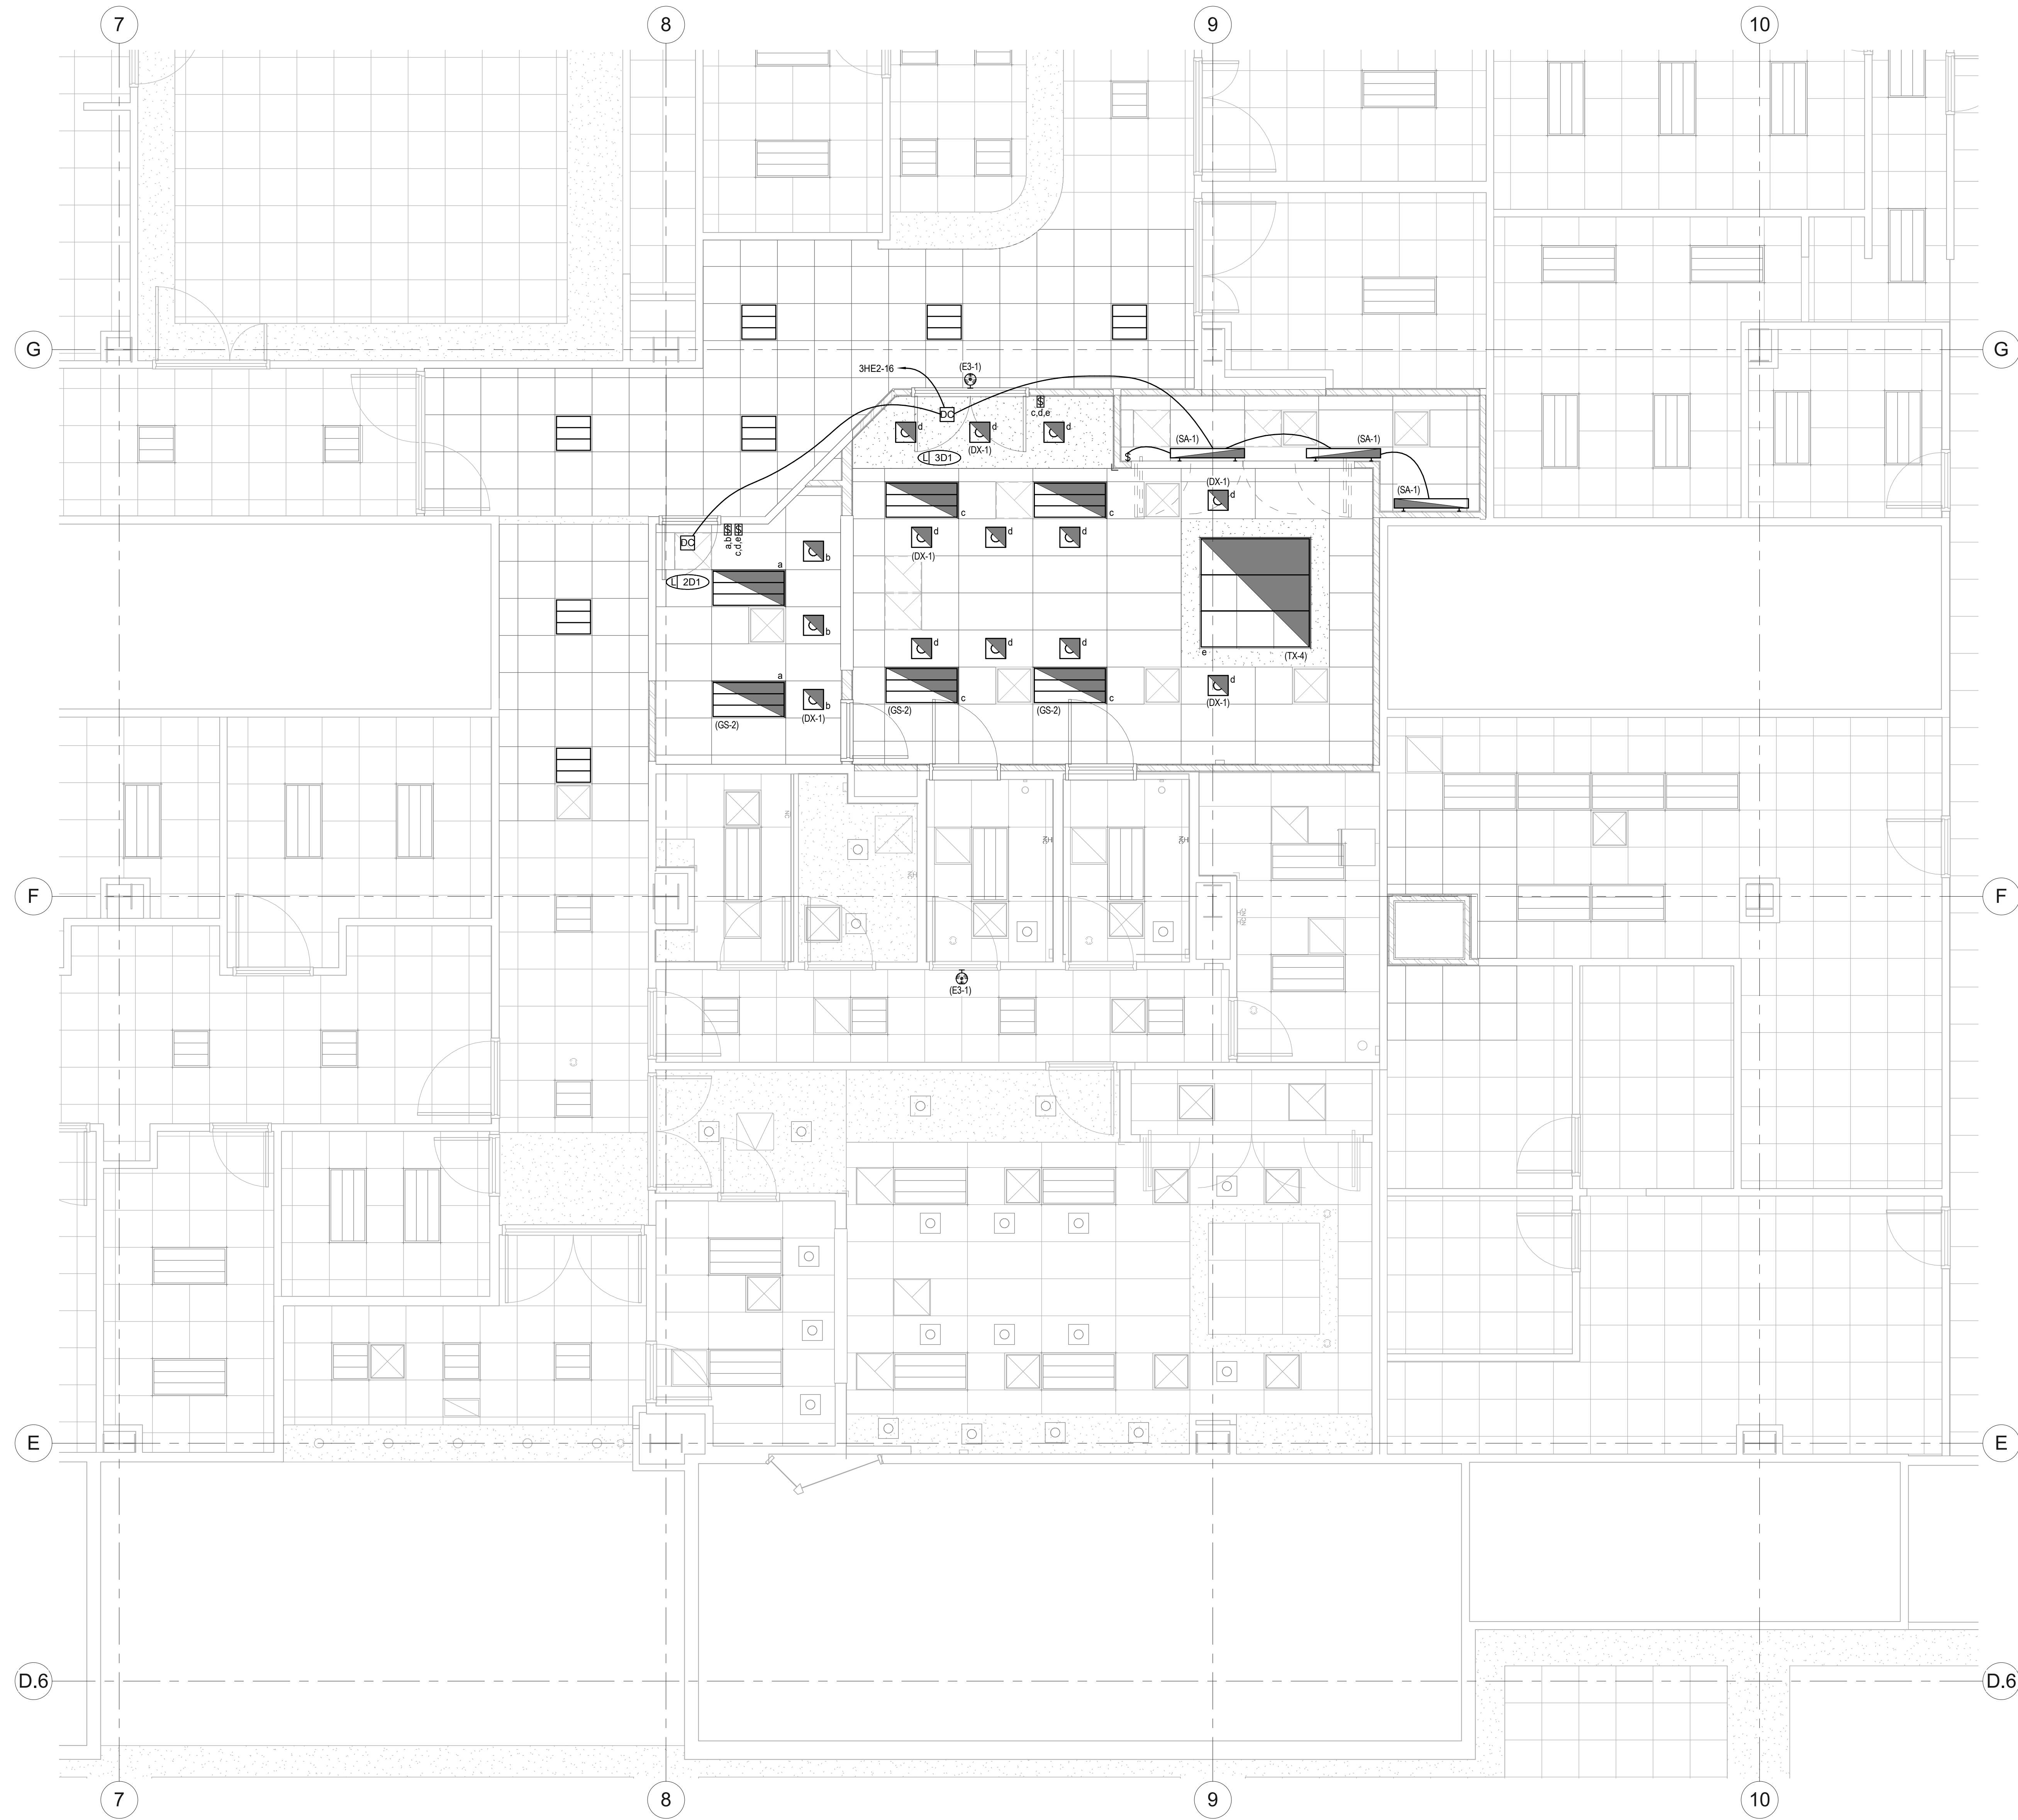 7 8 9 10
G G
3HE2-16 (E3-1)
DC $ c,d,e
d d d
(DX-1)
L 3D1
(SA-1) (SA-1)
$
(SA-1)
(DX-1)
d
c c
d d d
(DX-1)
DC $ $
a,b
c,d,e
b
a
L 2D1
b
d d d
e (TX-4)
a
b
c c
d
(GS-2) (DX-1) (GS-2) (GS-2) (DX-1)
F F
(E3-1)
E E
D.6 D.6
7 8 9 10